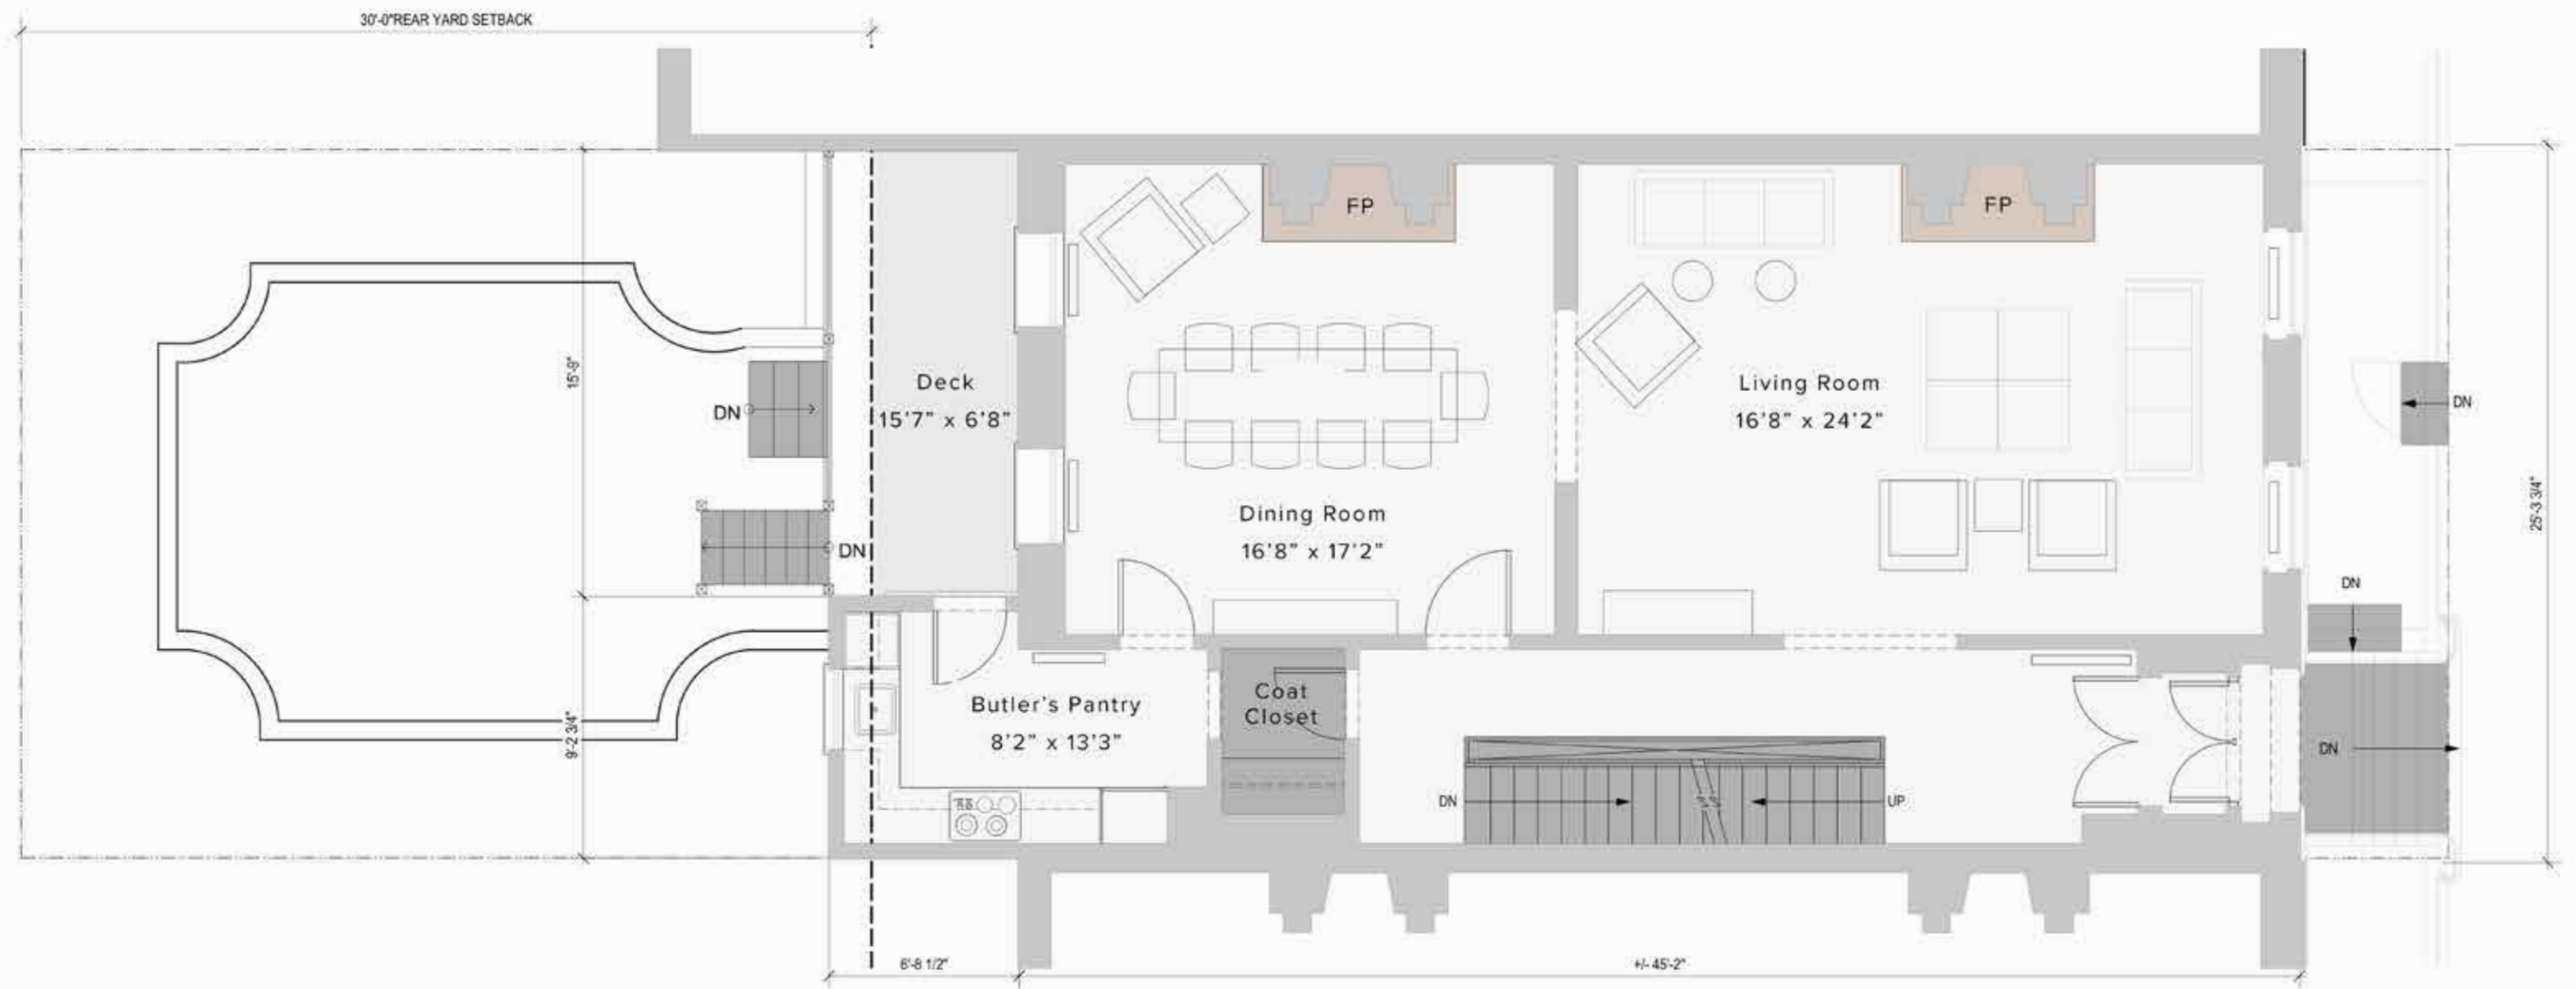 30'-0"REAR YARD SETBACK
FP
FP
15'-9"
Deck
15'7" x 6'8"
DN
DN
Dining Room
16'8" x 17'2"
Living Room
16'8" x 24'2"
DN
25'-3 3/4"
DN
9'-2 3/4"
Butler's Pantry
8'2" x 13'3"
Coat
Closet
DN
UP
DN
6'-8 1/2"
+/- 45'-2"